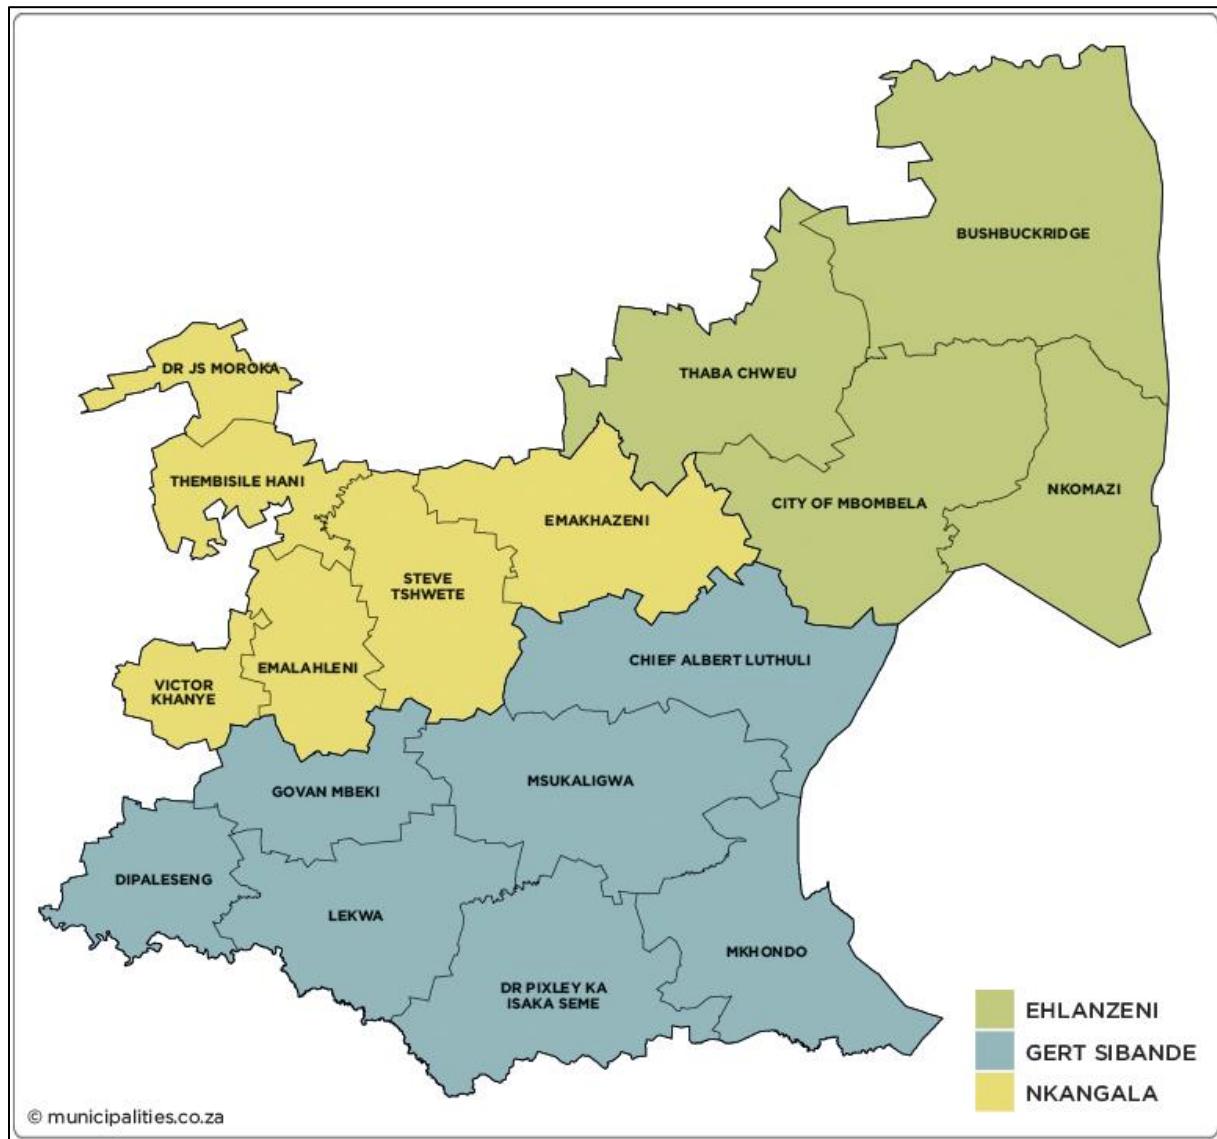 BUSHBUCKRIDGE
DR JS MOROKA
THABA CHWEU
THEMBISILE HANI
NKOMAZI
CITY OF MBOMBELA
EMAKHAZENI
STEVE
TSHWETE
CHIEF ALBERT LUTHULI
EMALAHLENI
VICTOR
KHANYE
MSUKALIGWA
GOVAN MBEKI
DIPALESENG
LEKWA
MKHONDO
DR PIXLEY KA
ISAKA SEME
EHLANZENI
GERT SIBANDE
NKANGALA
© municipalities.co.za